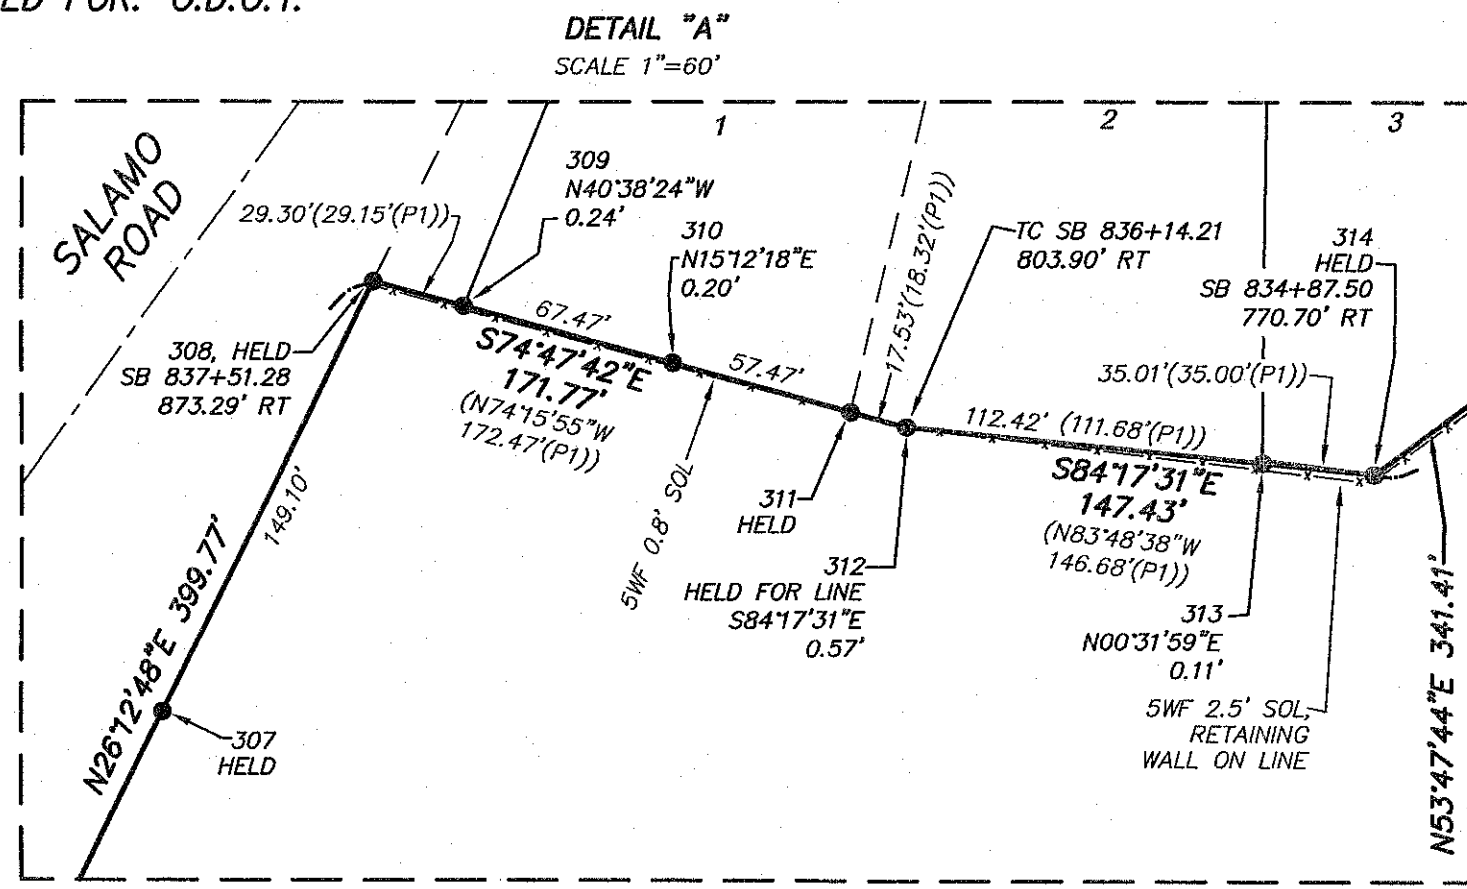 FOR: O.D.O.T.
DETAIL "A"
SCALE 1"=60'
SALAMO
ROAD
1
2
3
29.30'(29.15'(P1))
309
N40°38'24"W
0.24'
310
N15°12'18"E
0.20'
17.53'(18.32'(P1))
TC SB 836+14.21
803.90' RT
314
HELD
SB 834+87.50
770.70' RT
308, HELD
SB 837+51.28
873.29' RT
67.47'
S74°47'42"E
171.77'
(N74°15'55"W
172.47'(P1))
57.47'
35.01'(35.00'(P1))
112.42' (111.68'(P1))
S84°17'31"E
147.43'
(N83°48'38"W
146.68'(P1))
149.10'
5WF 0.8' SOL
311
HELD
312
HELD FOR LINE
S84°17'31"E
0.57'
313
N00°31'59"E
0.11'
5WF 2.5' SOL,
RETAINING
WALL ON LINE
N26°12'48"E 399.77'
307
HELD
N53°47'44"E 341.41'